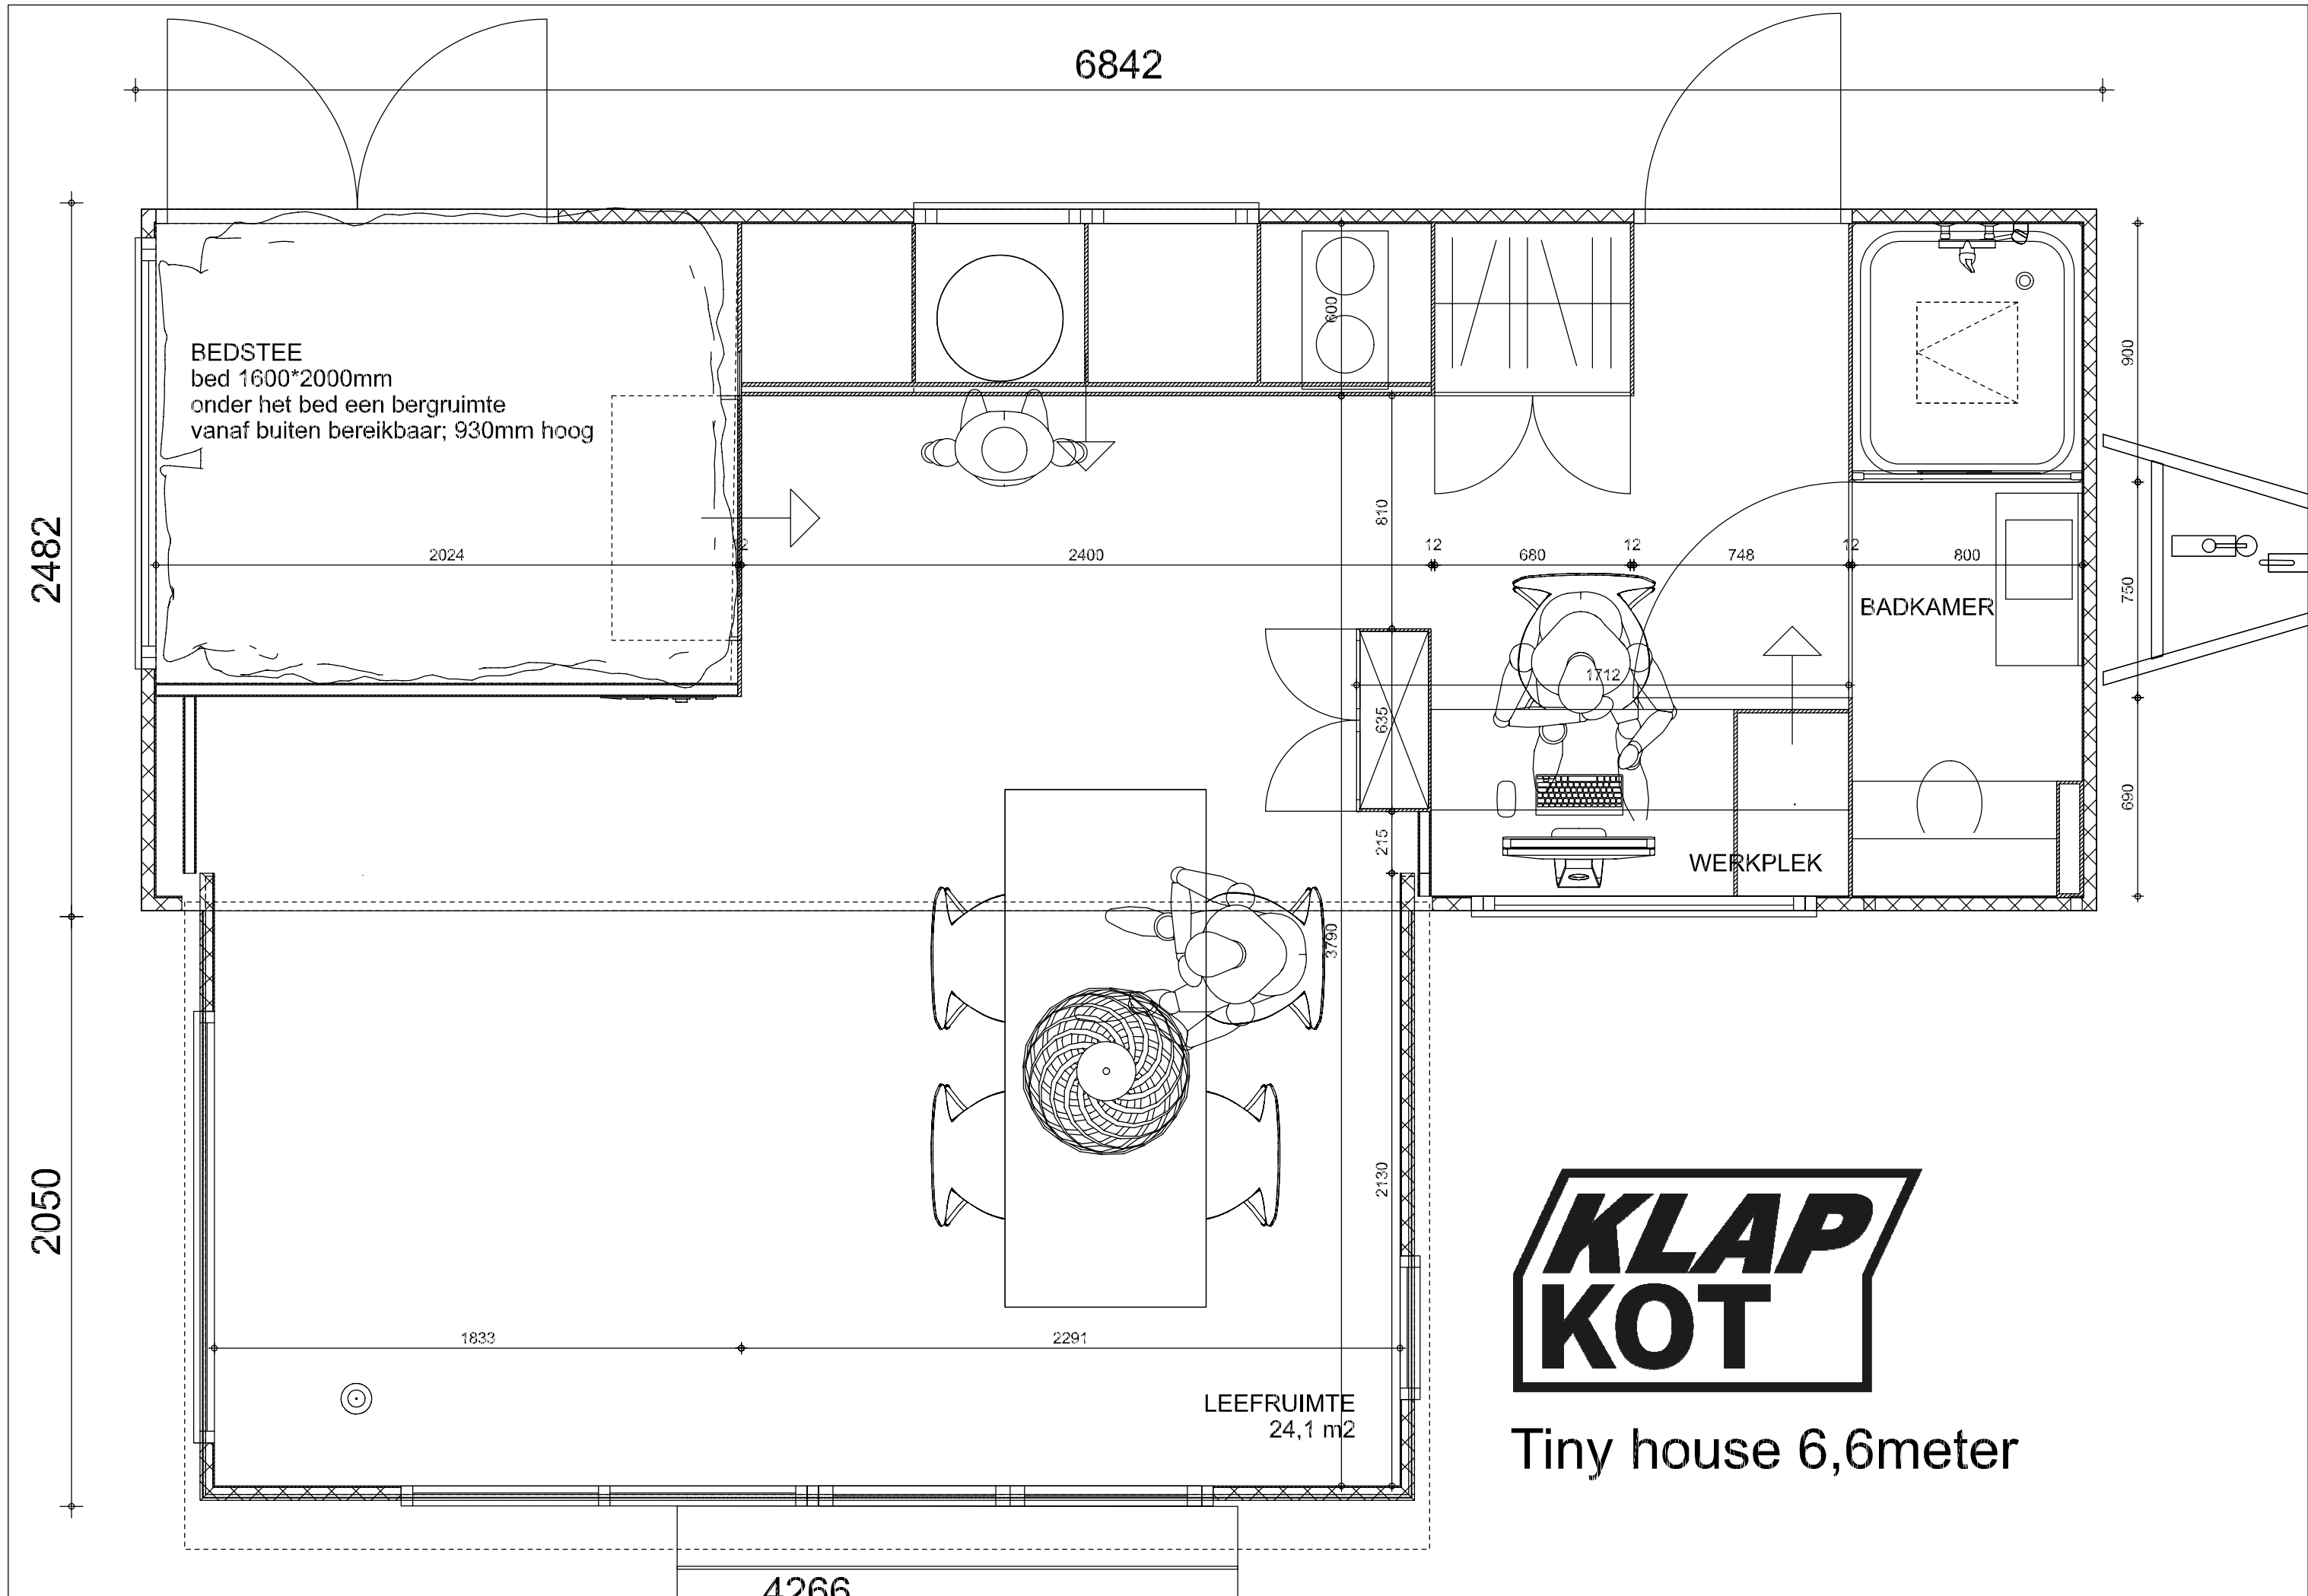 6842
BEDSTEE
bed 1600*2000mm
onder het bed een bergruimte
vanaf buiten bereikbaar; 930mm hoog
600
900
2482
810
2024
12
2400
12
680
12
748
12
800
750
BADKAMER
1712
635
690
215
WERKPLEK
3790
2050
2130
1833
2291
KLAP
KOT
LEEFRUIMTE
24,1 m2
Tiny house 6,6meter
4266